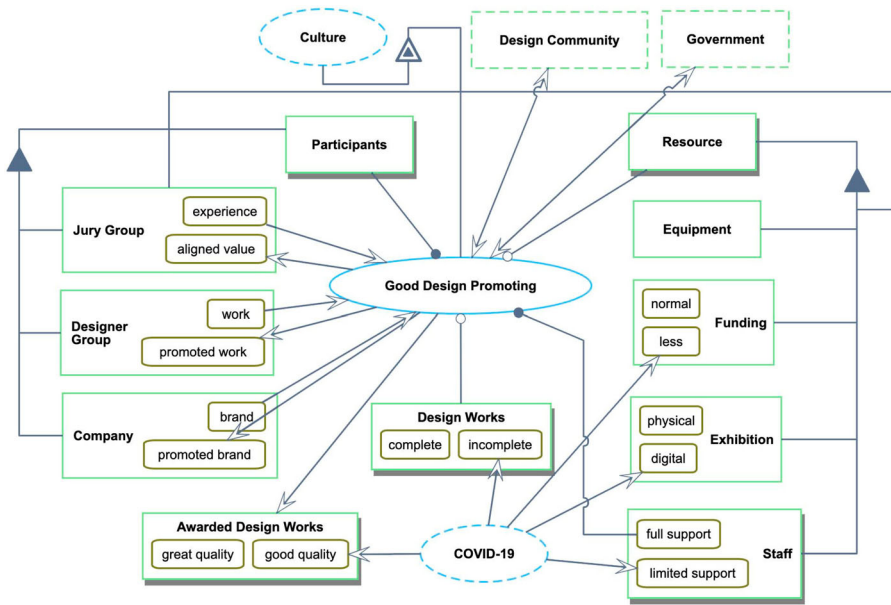 Culture
Design Community
Government
Participants
Resource
Jury Group
experience
aligned value
Equipment
Good Design Promoting
Designer
Group
work
promoted work
normal
less
Funding
Company
brand
promoted brand
Design Works
complete
incomplete
physical
digital
Exhibition
Awarded Design Works
great quality
good quality
COVID-19
full support
limited support
Staff